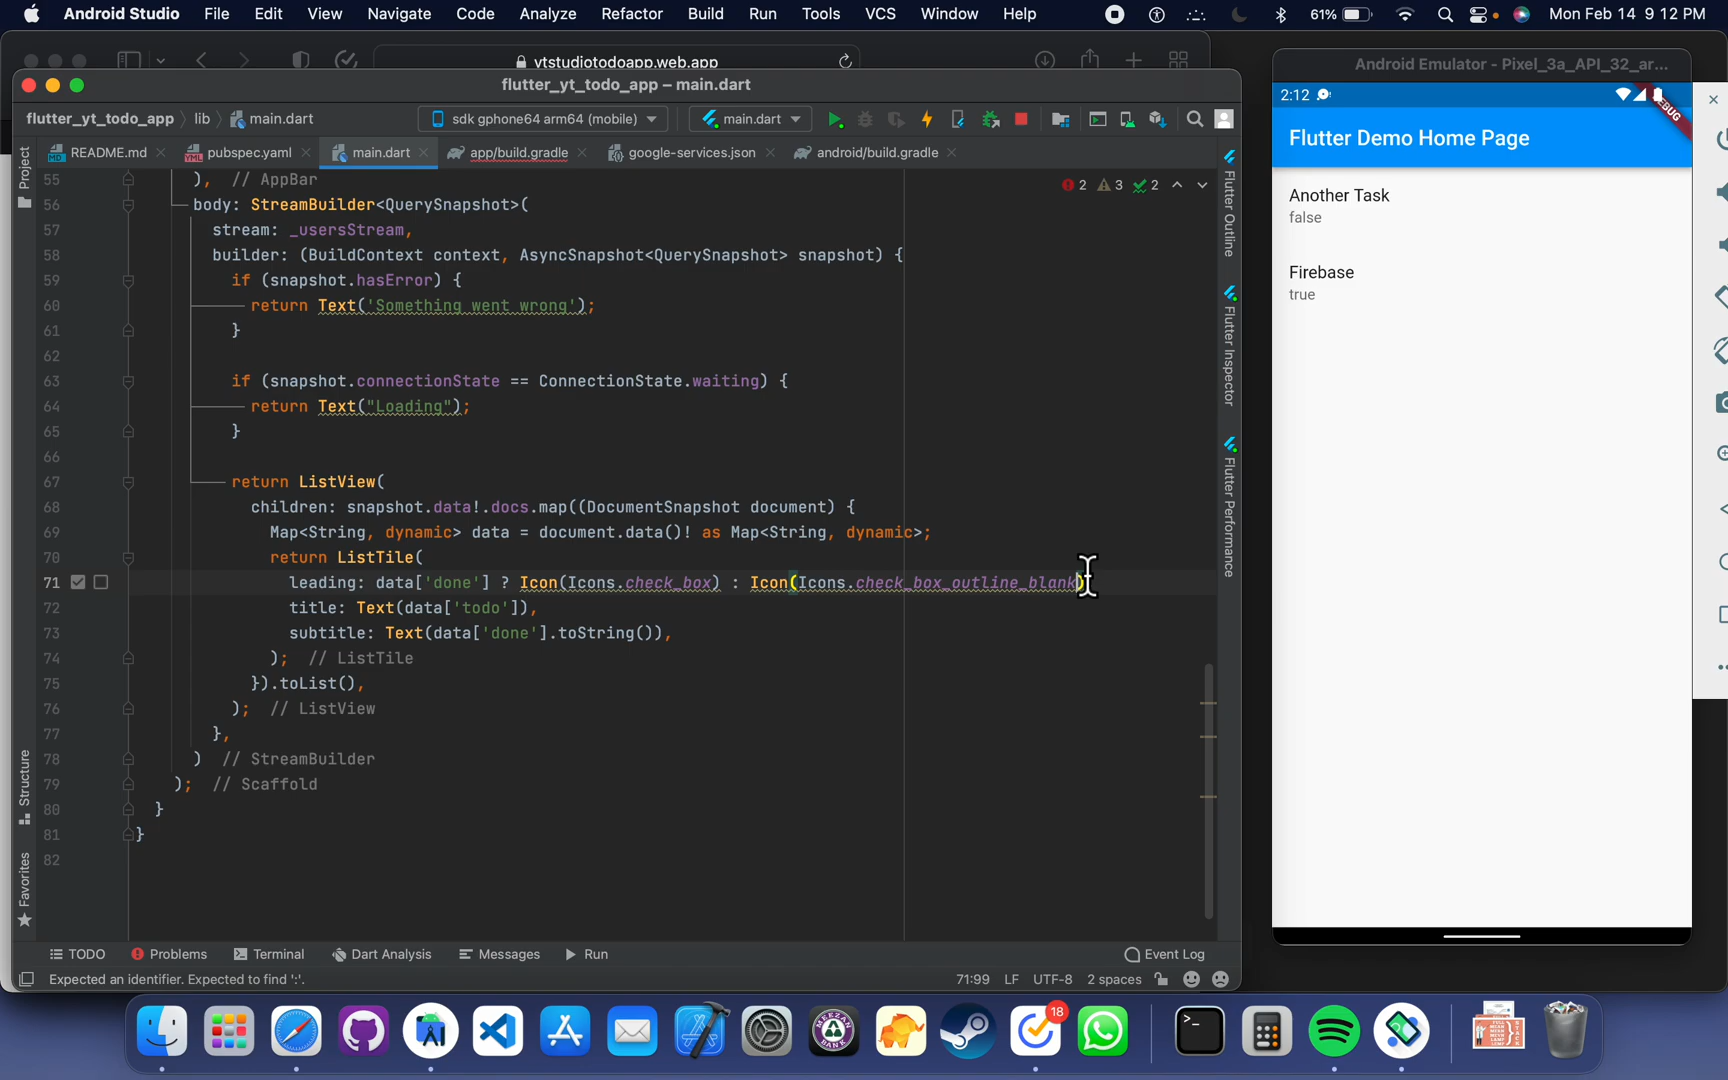 Android Studio File Edit View Navigate Code Analyze Refactor Build Run Tools VCS Window Help 61% Mon Feb 14 9 12 PM
vtstudiotodoapp.web.app
flutter_yt_todo_app – main.dart
flutter_yt_todo_app lib main.dart sdk gphone64 arm64 (mobile) main.dart
README.md pubspec.yaml main.dart app/build.gradle google-services.json android/build.gradle
Project
Structure
Favorites
2 3 2
55 ), // AppBar
56 body: StreamBuilder<QuerySnapshot>(
57 stream: _usersStream,
58 builder: (BuildContext context, AsyncSnapshot<QuerySnapshot> snapshot) {
59 if (snapshot.hasError) {
60 return Text('Something went wrong');
61 }
62
63 if (snapshot.connectionState == ConnectionState.waiting) {
64 return Text("Loading");
65 }
66
67 return ListView(
68 children: snapshot.data!.docs.map((DocumentSnapshot document) {
69 Map<String, dynamic> data = document.data()! as Map<String, dynamic>;
70 return ListTile(
71 leading: data['done'] ? Icon(Icons.check_box) : Icon(Icons.check_box_outline_blank)
72 title: Text(data['todo']),
73 subtitle: Text(data['done'].toString()),
74 ); // ListTile
75 }).toList(),
76 ); // ListView
77 },
78 ) // StreamBuilder
79 ); // Scaffold
80 }
81 }
82
Flutter Outline
Flutter Inspector
Flutter Performance
TODO Problems Terminal Dart Analysis Messages Run Event Log
Expected an identifier. Expected to find ':'. 71:99 LF UTF-8 2 spaces
Android Emulator - Pixel_3a_API_32_ar...
2:12
Flutter Demo Home Page
Another Task
false
Firebase
true
MEEZAN
BANK
18